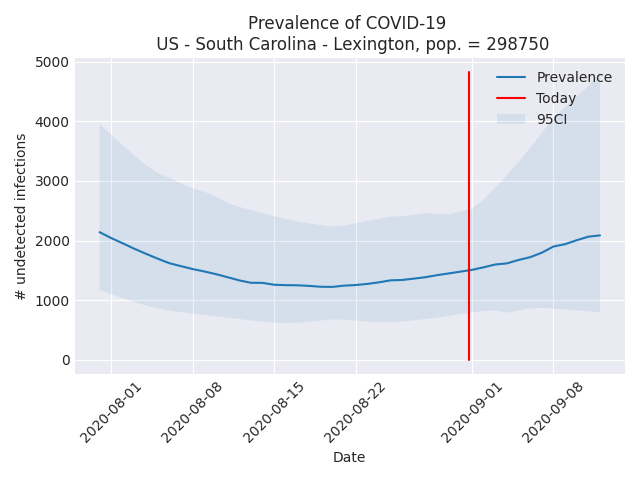 Prevalence of COVID-19
US - South Carolina - Lexington, pop. = 298750
5000
4000
3000
2000
1000
0
# undetected infections
Prevalence
Today
95CI
2020-08-01
2020-08-08
2020-08-15
2020-08-22
2020-09-01
2020-09-08
Date